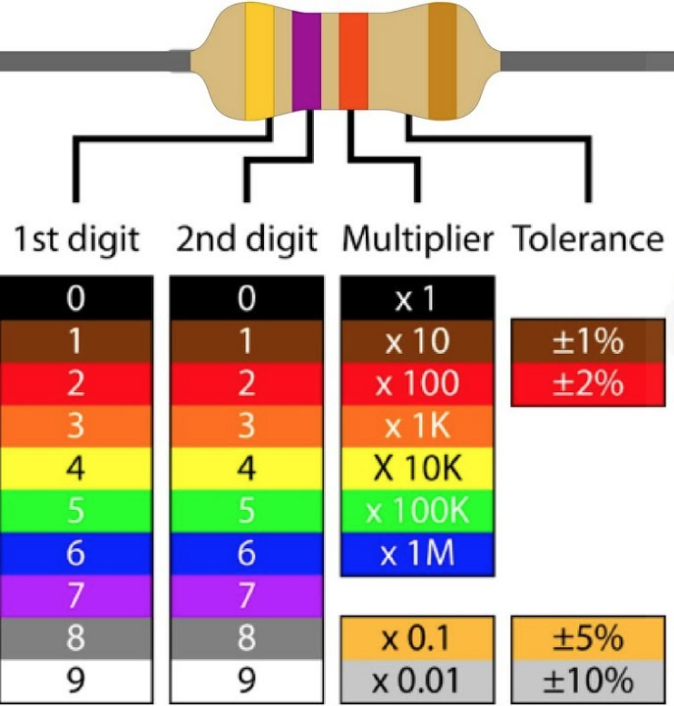 1st digit 2nd digit Multiplier Tolerance
0 0 x 1
1 1 x 10 ±1%
2 2 x 100 ±2%
3 3 x 1K
4 4 X 10K
5 5 x 100K
6 6 x 1M
7 7
8 8 x 0.1 ±5%
9 9 x 0.01 ±10%